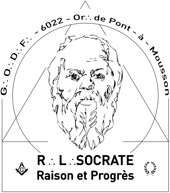 G∴ O∴ D∴ F∴ - 6022 - Or∴ de Pont - à - Mousson
R∴ L∴ SOCRATE
Raison et Progrès